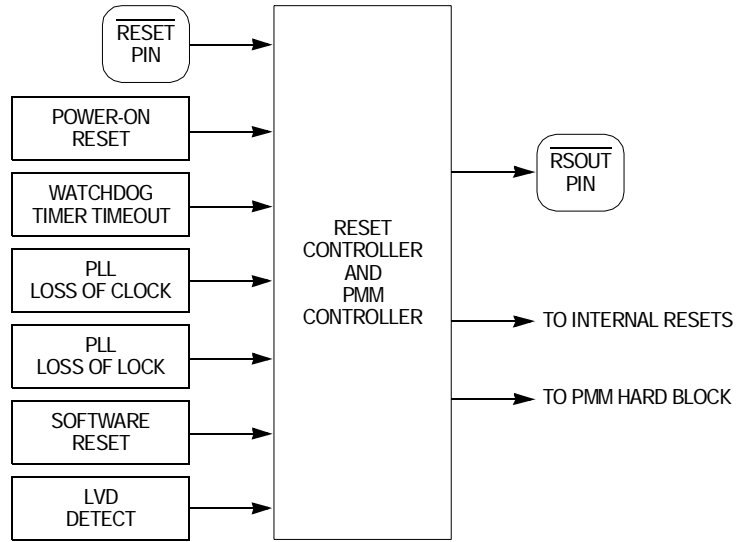 RESET
PIN
POWER-ON
RESET
WATCHDOG
TIMER TIMEOUT
PLL
LOSS OF CLOCK
PLL
LOSS OF LOCK
SOFTWARE
RESET
LVD
DETECT
RESET
CONTROLLER
AND
PMM
CONTROLLER
RSOUT
PIN
TO INTERNAL RESETS
TO PMM HARD BLOCK